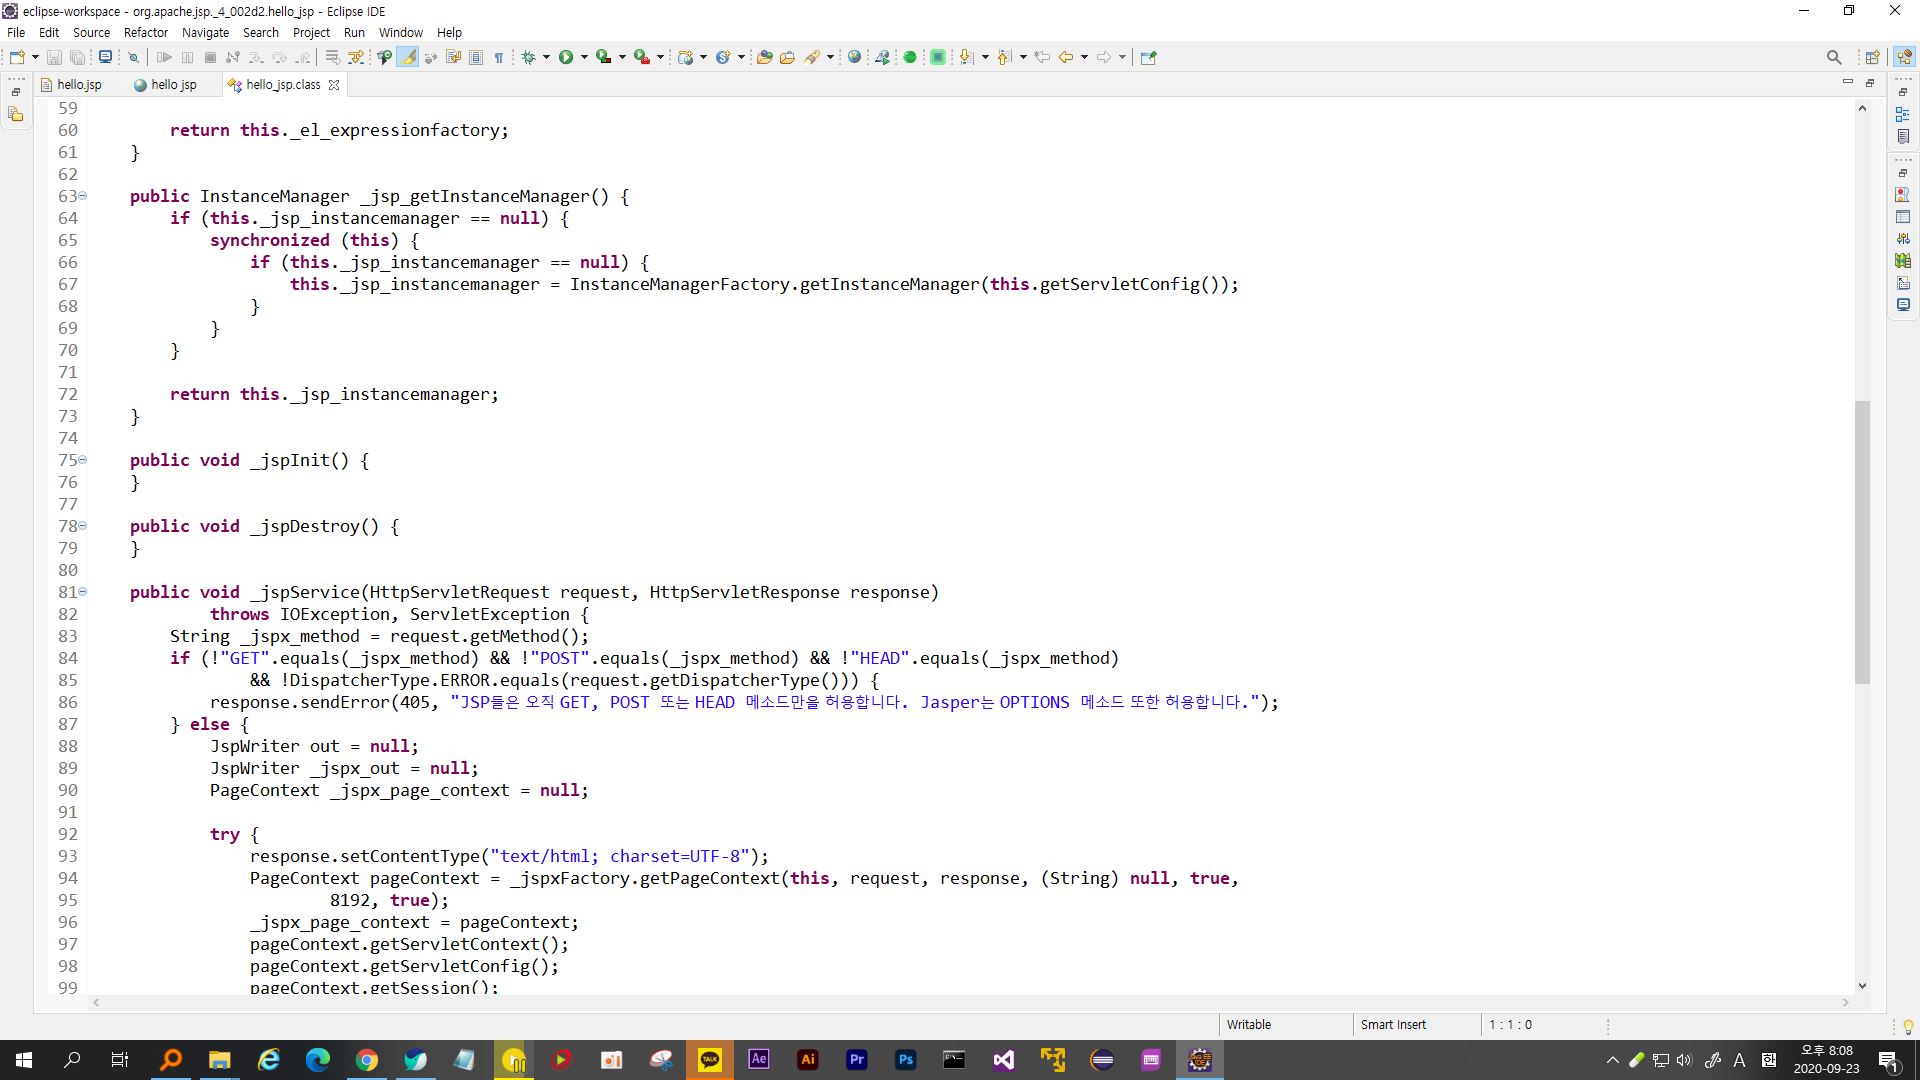 eclipse-workspace - org.apache.jsp._4_002d2.hello_jsp - Eclipse IDE
File Edit Source Refactor Navigate Search Project Run Window Help
hello.jsp hello jsp hello_jsp.class
59
60 return this._el_expressionfactory;
61 }
62
63 public InstanceManager _jsp_getInstanceManager() {
64 if (this._jsp_instancemanager == null) {
65 synchronized (this) {
66 if (this._jsp_instancemanager == null) {
67 this._jsp_instancemanager = InstanceManagerFactory.getInstanceManager(this.getServletConfig());
68 }
69 }
70 }
71
72 return this._jsp_instancemanager;
73 }
74
75 public void _jspInit() {
76 }
77
78 public void _jspDestroy() {
79 }
80
81 public void _jspService(HttpServletRequest request, HttpServletResponse response)
82 throws IOException, ServletException {
83 String _jspx_method = request.getMethod();
84 if (!"GET".equals(_jspx_method) && !"POST".equals(_jspx_method) && !"HEAD".equals(_jspx_method)
85 && !DispatcherType.ERROR.equals(request.getDispatcherType())) {
86 response.sendError(405, "JSP들은 오직 GET, POST 또는 HEAD 메소드만을 허용합니다. Jasper는 OPTIONS 메소드 또한 허용합니다.");
87 } else {
88 JspWriter out = null;
89 JspWriter _jspx_out = null;
90 PageContext _jspx_page_context = null;
91
92 try {
93 response.setContentType("text/html; charset=UTF-8");
94 PageContext pageContext = _jspxFactory.getPageContext(this, request, response, (String) null, true,
95 8192, true);
96 _jspx_page_context = pageContext;
97 pageContext.getServletContext();
98 pageContext.getServletConfig();
99 pageContext.getSession();
Writable Smart Insert 1 : 1 : 0
TALK Ae Ai Pr Ps A 오후 8:08
2020-09-23 1